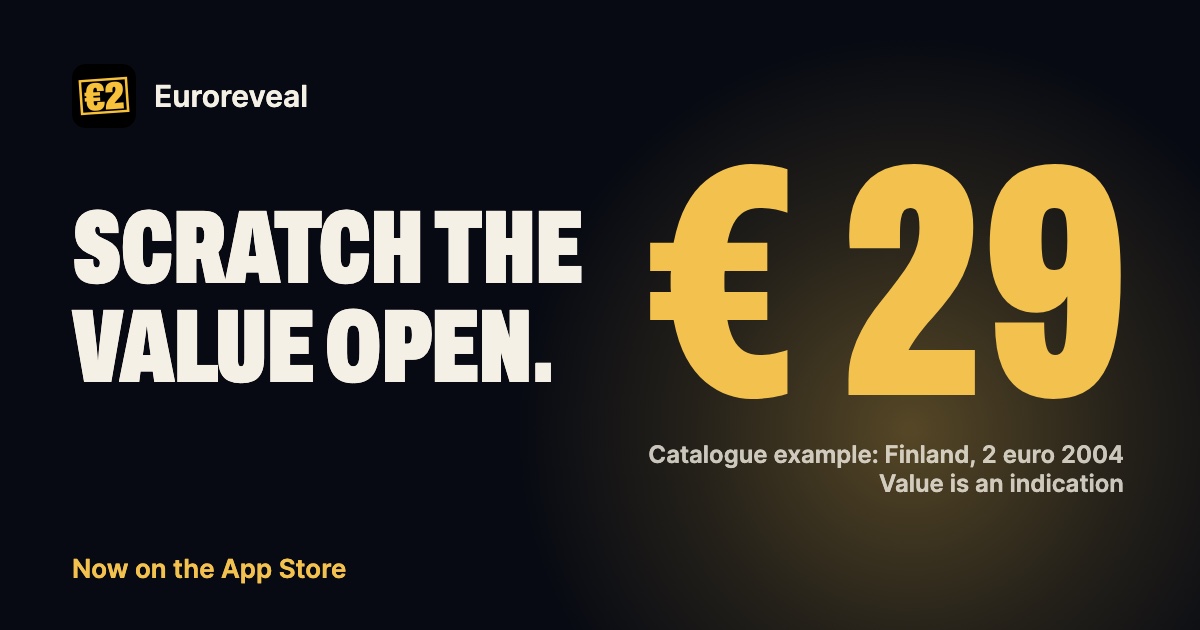 €2
Euroreveal
SCRATCH THE
VALUE OPEN.
€ 29
Catalogue example: Finland, 2 euro 2004
Value is an indication
Now on the App Store